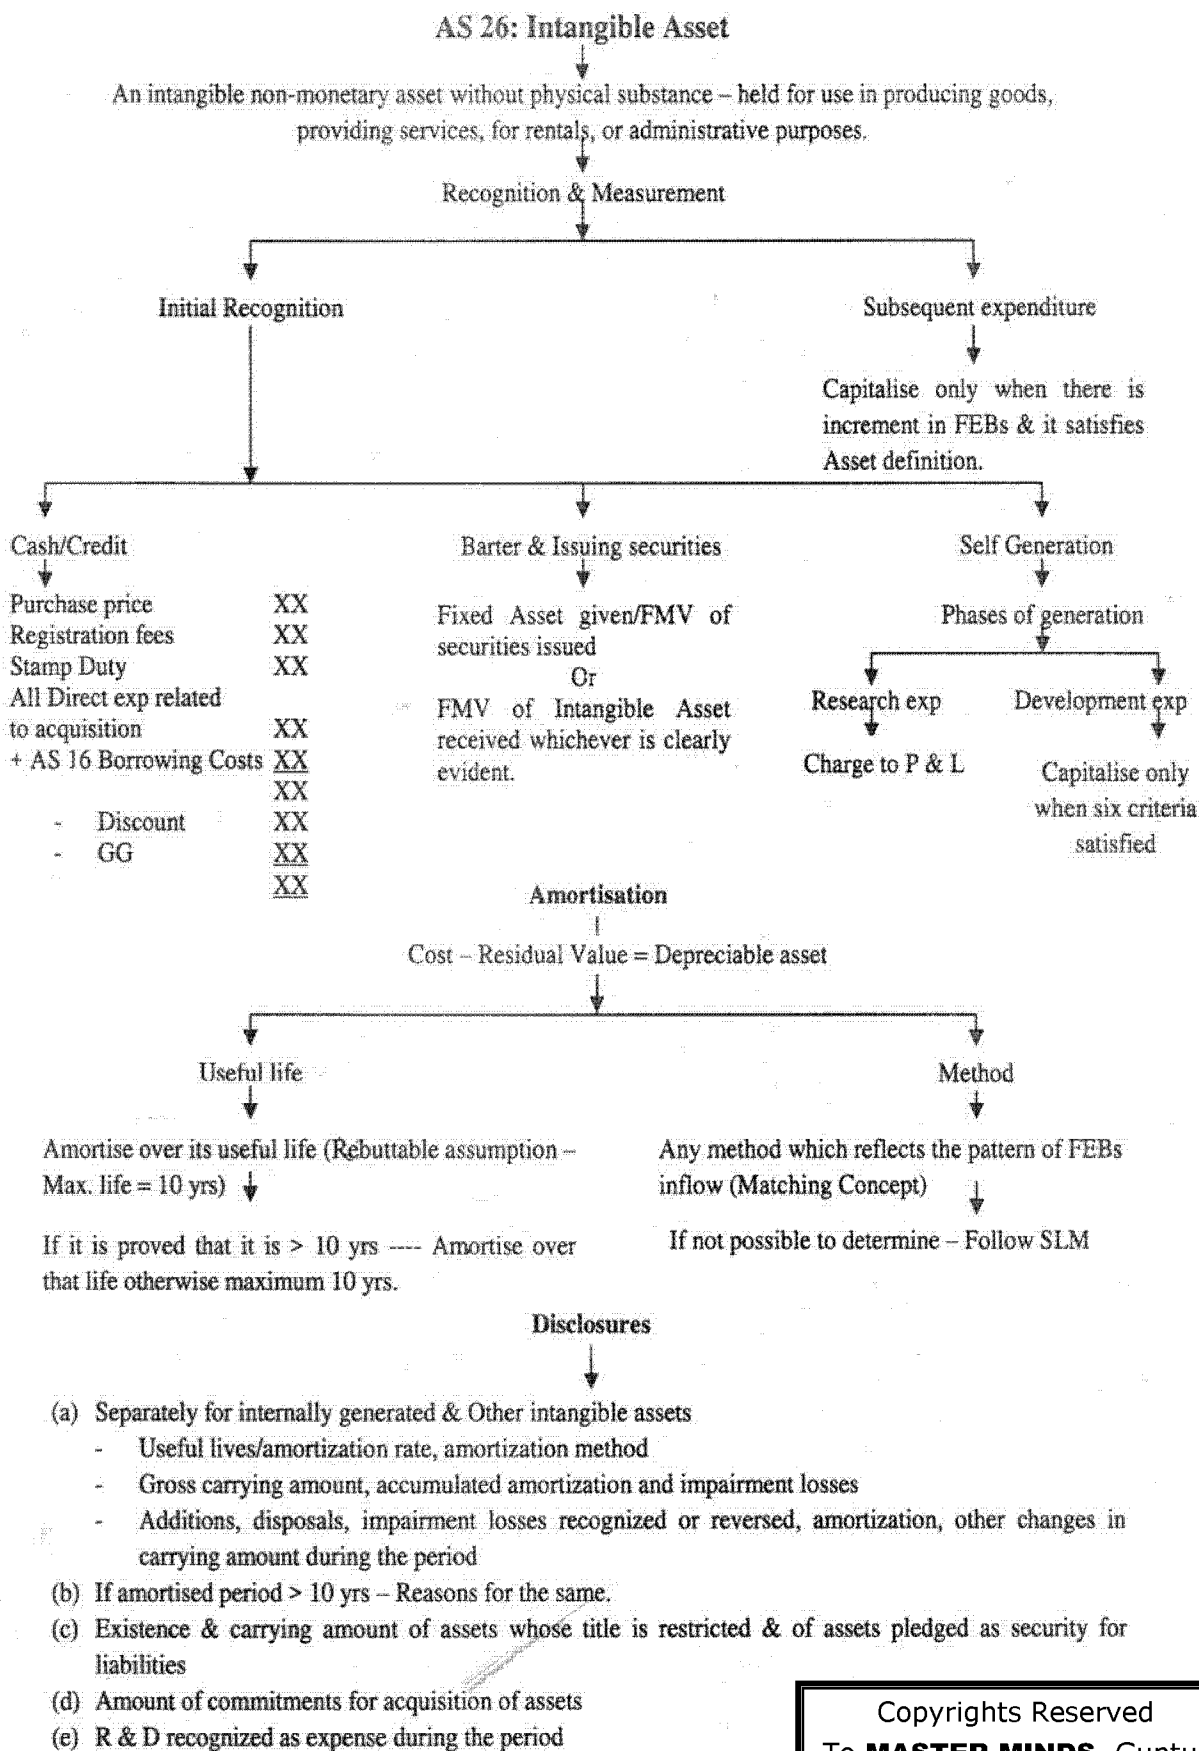 AS 26: Intangible Asset
An intangible non-monetary asset without physical substance – held for use in producing goods,
providing services, for rentals, or administrative purposes.
Recognition & Measurement
Initial Recognition
Subsequent expenditure
Capitalise only when there is
increment in FEBs & it satisfies
Asset definition.
Cash/Credit
Purchase price XX
Registration fees XX
Stamp Duty XX
All Direct exp related
to acquisition XX
+ AS 16 Borrowing Costs XX
XX
- Discount XX
- GG XX
XX
Barter & Issuing securities
Fixed Asset given/FMV of
securities issued
Or
FMV of Intangible Asset
received whichever is clearly
evident.
Self Generation
Phases of generation
Research exp
Charge to P & L
Development exp
Capitalise only
when six criteria
satisfied
Amortisation
Cost – Residual Value = Depreciable asset
Useful life
Amortise over its useful life (Rebuttable assumption –
Max. life = 10 yrs)
If it is proved that it is > 10 yrs ---- Amortise over
that life otherwise maximum 10 yrs.
Method
Any method which reflects the pattern of FEBs
inflow (Matching Concept)
If not possible to determine – Follow SLM
Disclosures
(a) Separately for internally generated & Other intangible assets
- Useful lives/amortization rate, amortization method
- Gross carrying amount, accumulated amortization and impairment losses
- Additions, disposals, impairment losses recognized or reversed, amortization, other changes in
carrying amount during the period
(b) If amortised period > 10 yrs – Reasons for the same.
(c) Existence & carrying amount of assets whose title is restricted & of assets pledged as security for
liabilities
(d) Amount of commitments for acquisition of assets
(e) R & D recognized as expense during the period
Copyrights Reserved
To MASTER MINDS, Guntu